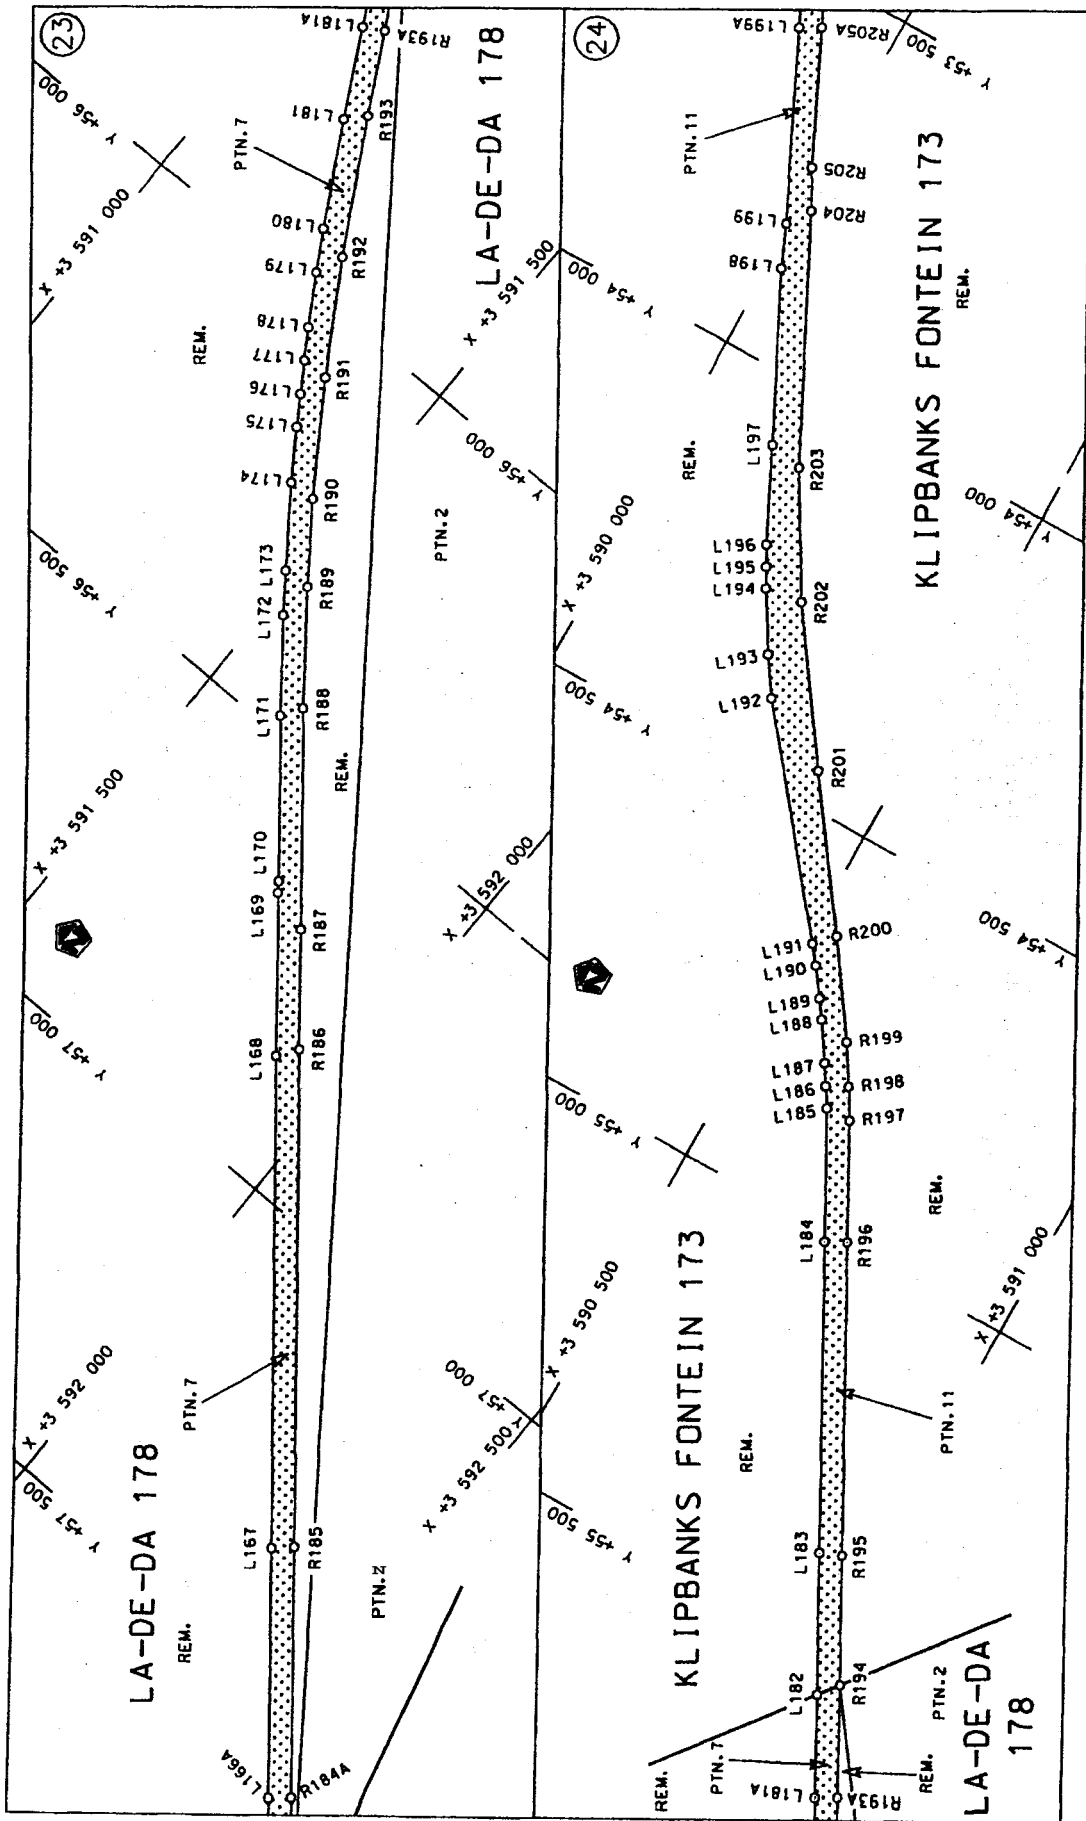 23
X +3 592 000
Y +57 500
X +3 591 500
Y +57 000
X +3 591 000
Y +56 500
Y +56 000
LA-DE-DA 178
REM.
PTN.7
REM.
PTN.7
L166A
L167
L168
L169
L170
L171
L172
L173
L174
L175
L176
L177
L178
L179
L180
L181
L181A
R184A
R185
R186
R187
R188
R189
R190
R191
R192
R193
R193A
REM.
PTN.2
PTN.2
LA-DE-DA 178
X +3 592 500
Y +57 000
X +3 592 000
Y +56 000
X +3 591 500
24
Y +55 500
X +3 590 500
Y +55 000
Y +54 500
X +3 590 000
Y +54 000
KLIPBANKS FONTEIN 173
REM.
REM.
REM.
PTN.7
PTN.11
L181A
L182
L183
L184
L185
L186
L187
L188
L189
L190
L191
L192
L193
L194
L195
L196
L197
L198
L199
L199A
R193A
R194
R195
R196
R197
R198
R199
R200
R201
R202
R203
R204
R205
R205A
REM.
PTN.2
LA-DE-DA
178
PTN.11
REM.
KLIPBANKS FONTEIN 173
REM.
X +3 591 000
Y +54 500
Y +54 000
Y +53 500